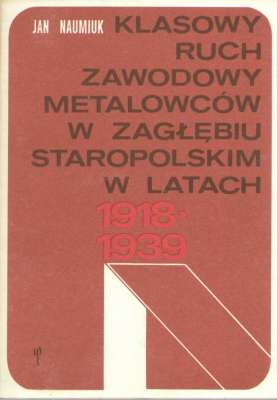 JAN NAUMIUK
KLASOWY
RUCH
ZAWODOWY
METALOWCÓW
W ZAGŁĘBIU
STAROPOLSKIM
W LATACH
1918-
1939